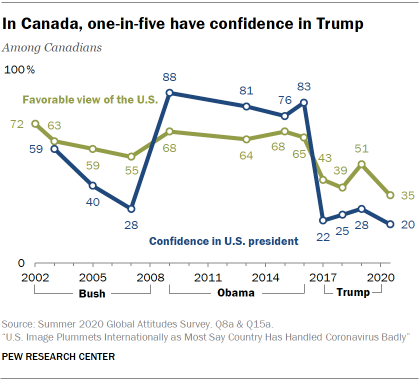 In Canada, one-in-five have confidence in Trump
Among Canadians
100 %
88
83
81
76
Favorable view of the U.S.
72
63
59
59
55
68
64
68
65
43
39
51
35
40
28
Confidence in U.S. president
22
25
28
20
0
2002 2005 2008 2011 2014 2017 2020
Bush Obama Trump
Source: Summer 2020 Global Attitudes Survey. Q8a & Q15a.
“U.S. Image Plummets Internationally as Most Say Country Has Handled Coronavirus Badly”
PEW RESEARCH CENTER